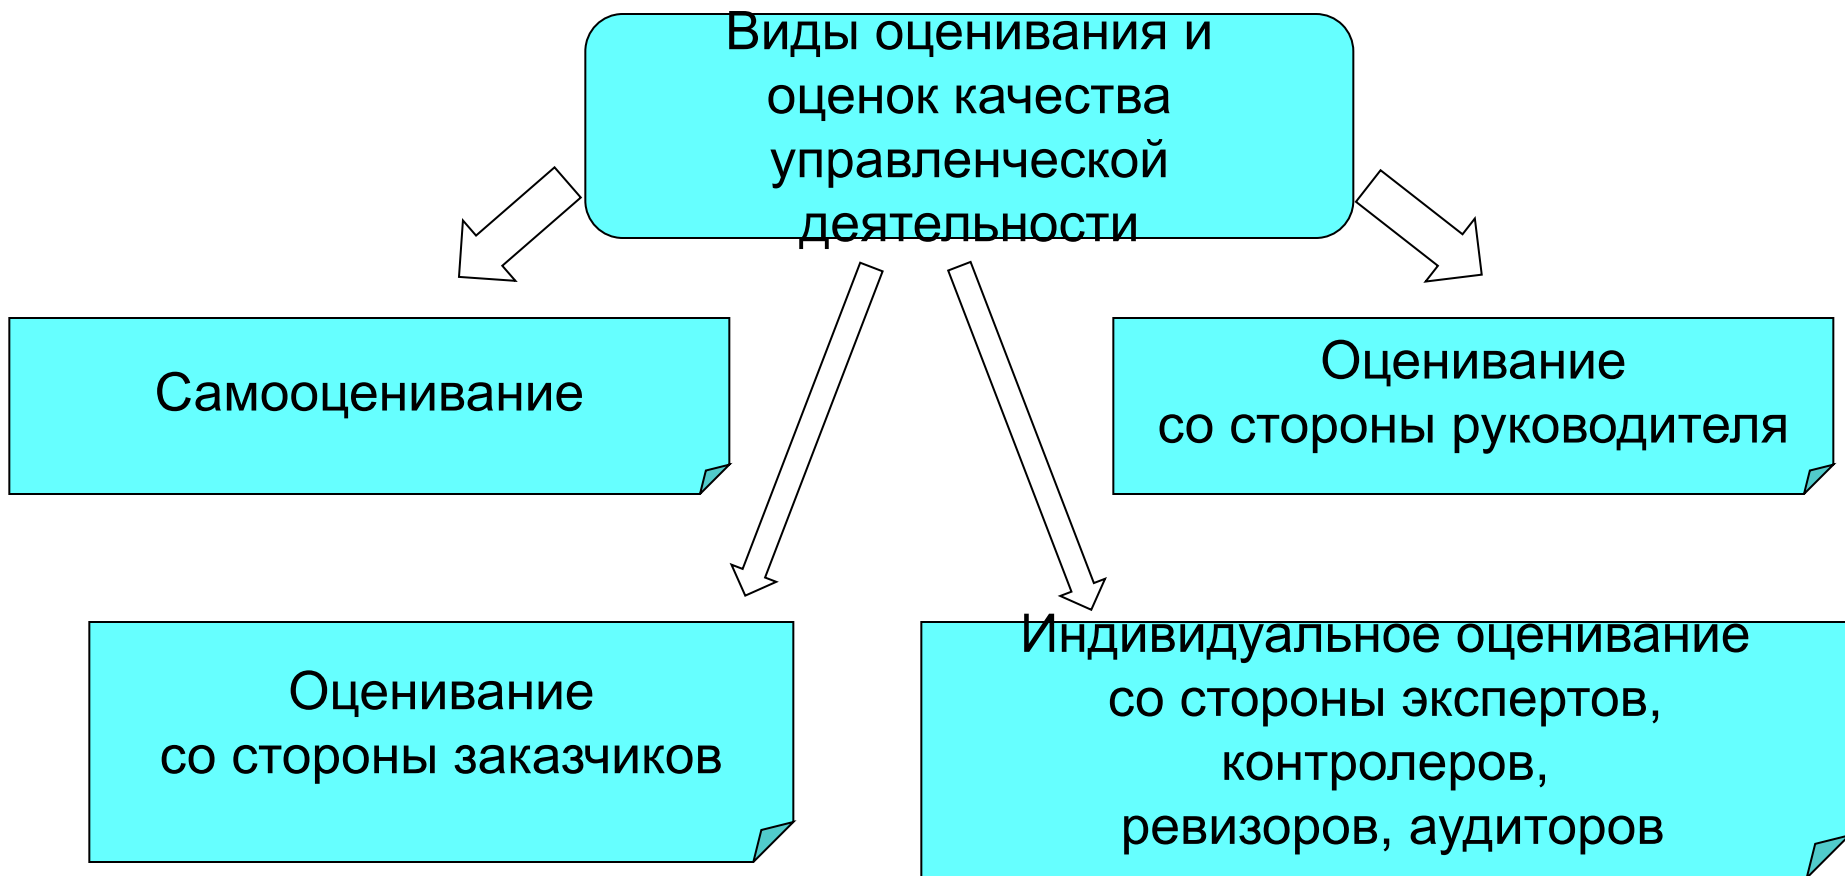 Виды оценивания и
оценок качества
управленческой
деятельности
Самооценивание
Оценивание
со стороны руководителя
Оценивание
со стороны заказчиков
Индивидуальное оценивание
со стороны экспертов,
контролеров,
ревизоров, аудиторов